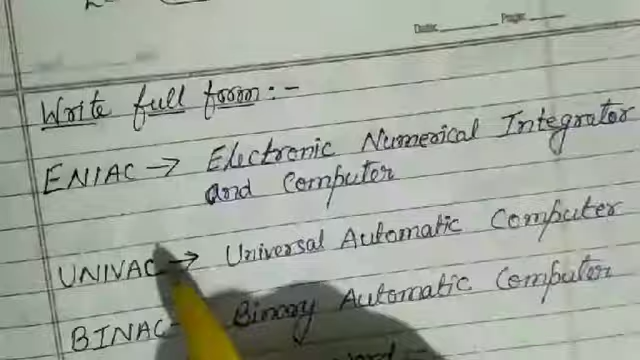 Date: Page:
Write full form:-
ENIAC → Electronic Numerical Integrator
and Computer
UNIVAC → Universal Automatic Computer
BINAC- Binary Automatic Computer